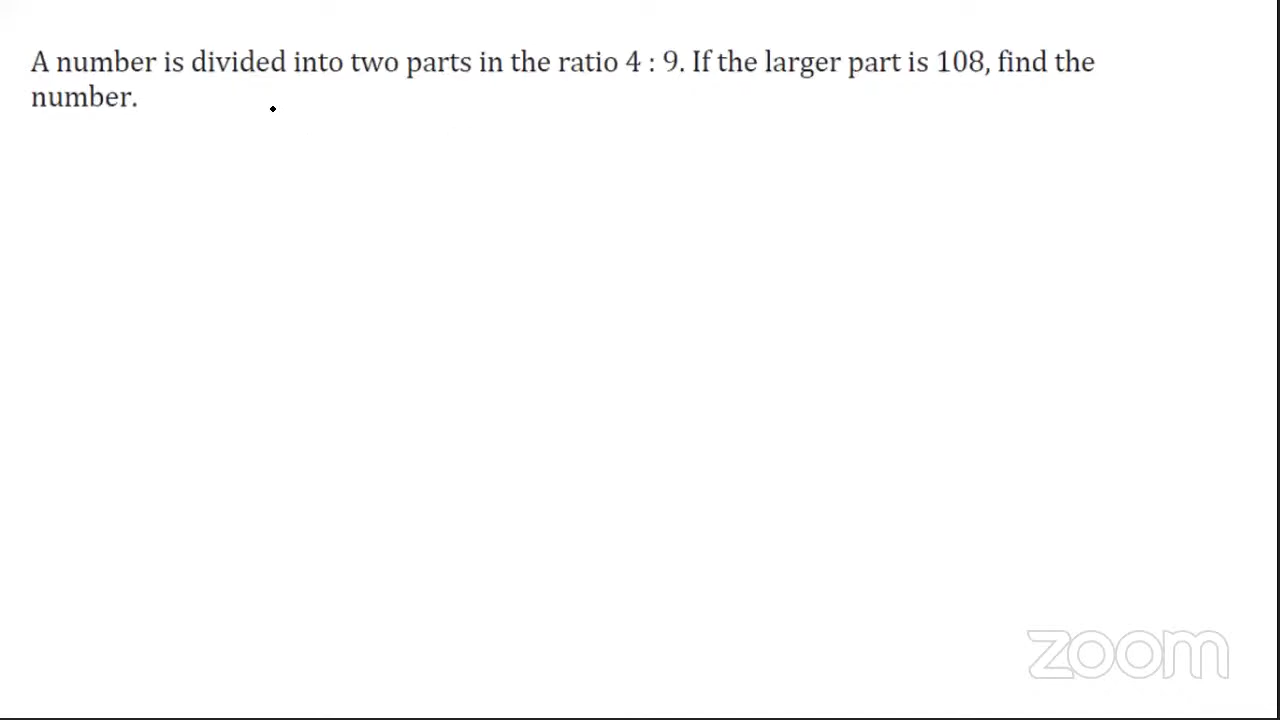 A number is divided into two parts in the ratio 4 : 9. If the larger part is 108, find the
number.
zoom